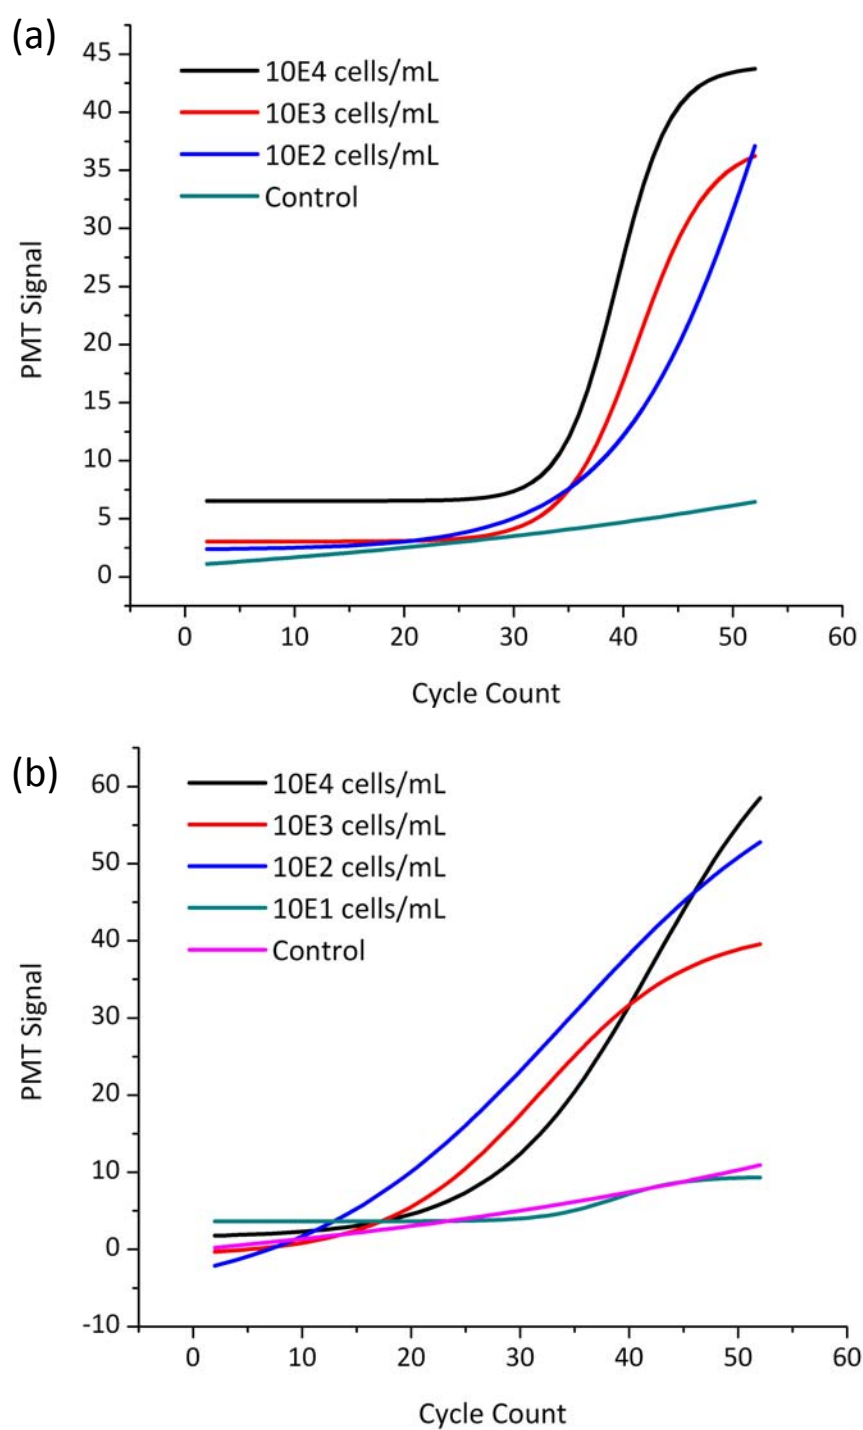 (a)
45
40
35
30
25
20
15
10
5
0
PMT Signal
10E4 cells/mL
10E3 cells/mL
10E2 cells/mL
Control
0 10 20 30 40 50 60
Cycle Count
(b)
60
50
40
30
20
10
0
-10
PMT Signal
10E4 cells/mL
10E3 cells/mL
10E2 cells/mL
10E1 cells/mL
Control
0 10 20 30 40 50 60
Cycle Count